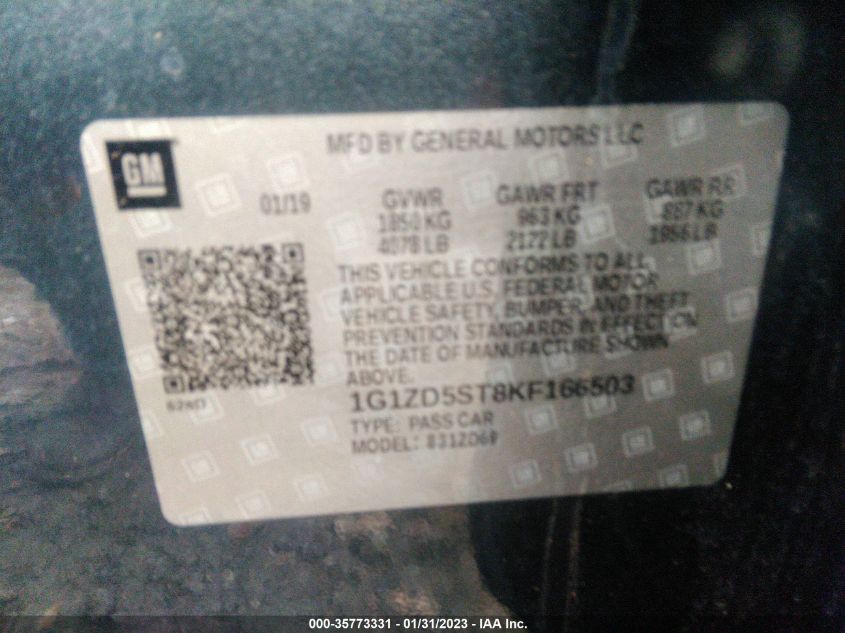 MFD BY GENERAL MOTORS LLC
GM
01/19 GVWR GAWR FRT GAWR RR
1850 KG 963 KG 887 KG
4078 LB 2122 LB 1956 LB
THIS VEHICLE CONFORMS TO ALL
APPLICABLE U.S. FEDERAL MOTOR
VEHICLE SAFETY, BUMPER, AND THEFT
PREVENTION STANDARDS IN EFFECT ON
THE DATE OF MANUFACTURE SHOWN
ABOVE.
1G1ZD5ST8KF166503
TYPE: PASS CAR
MODEL:
000-35773331 - 01/31/2023 - IAA Inc.